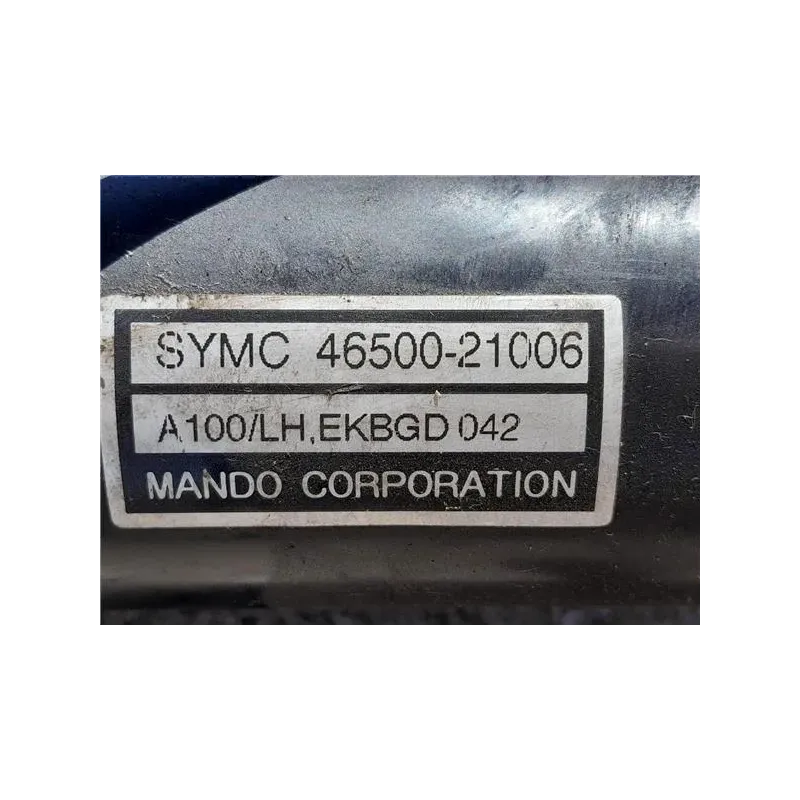 SYMC 46500-21006
A100/LH,EKBGD 042
MANDO CORPORATION